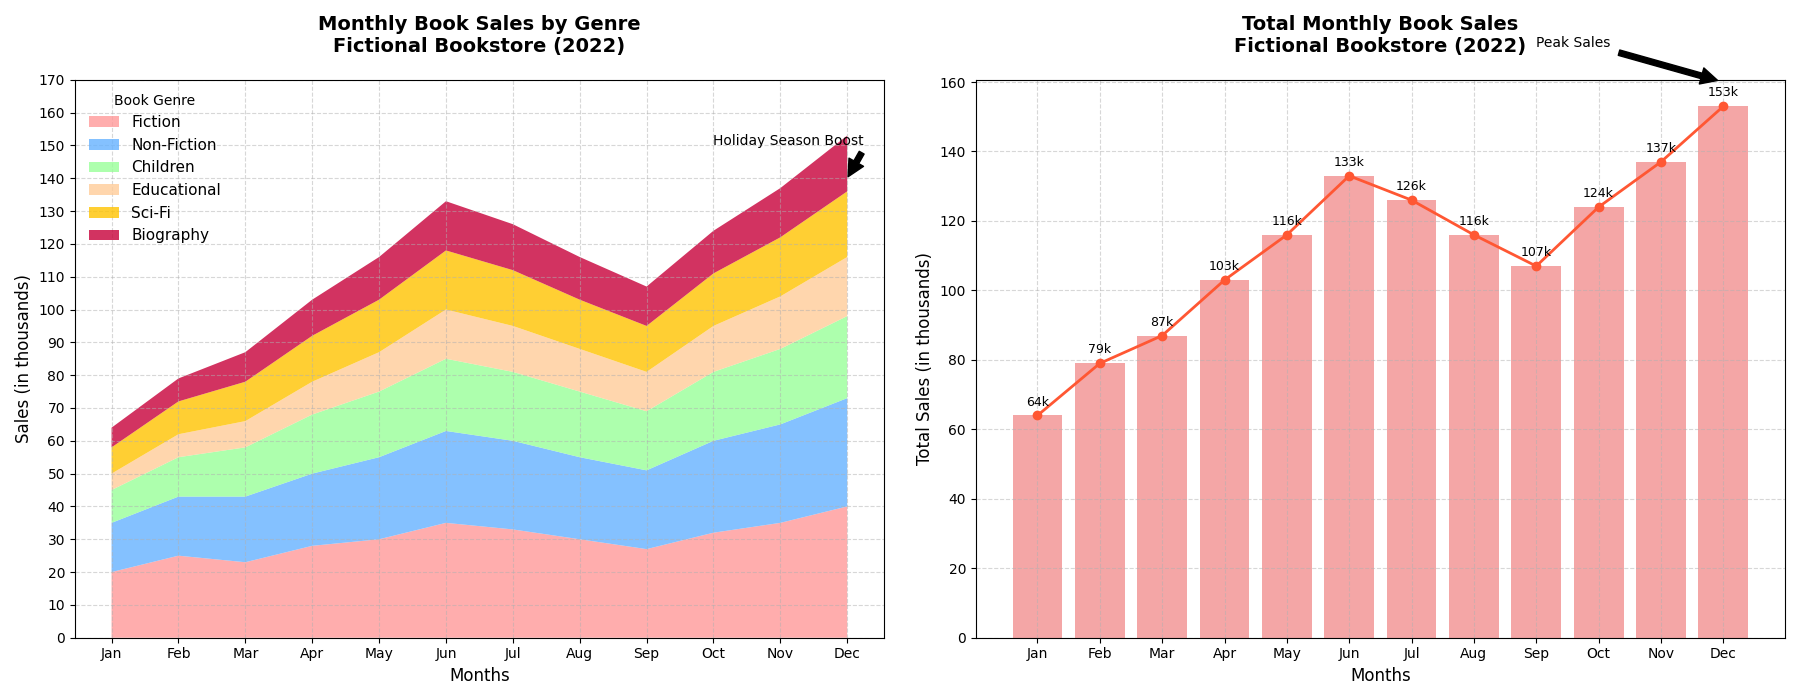 Monthly Book Sales by Genre
Fictional Bookstore (2022)
Sales (in thousands)
170
160
150
140
130
120
110
100
90
80
70
60
50
40
30
20
10
0
Book Genre
Fiction
Non-Fiction
Children
Educational
Sci-Fi
Biography
Holiday Season Boost
Jan Feb Mar Apr May Jun Jul Aug Sep Oct Nov Dec
Months
Total Monthly Book Sales
Fictional Bookstore (2022)
Peak Sales
Total Sales (in thousands)
160
140
120
100
80
60
40
20
0
64k
79k
87k
103k
116k
133k
126k
116k
107k
124k
137k
153k
Jan Feb Mar Apr May Jun Jul Aug Sep Oct Nov Dec
Months